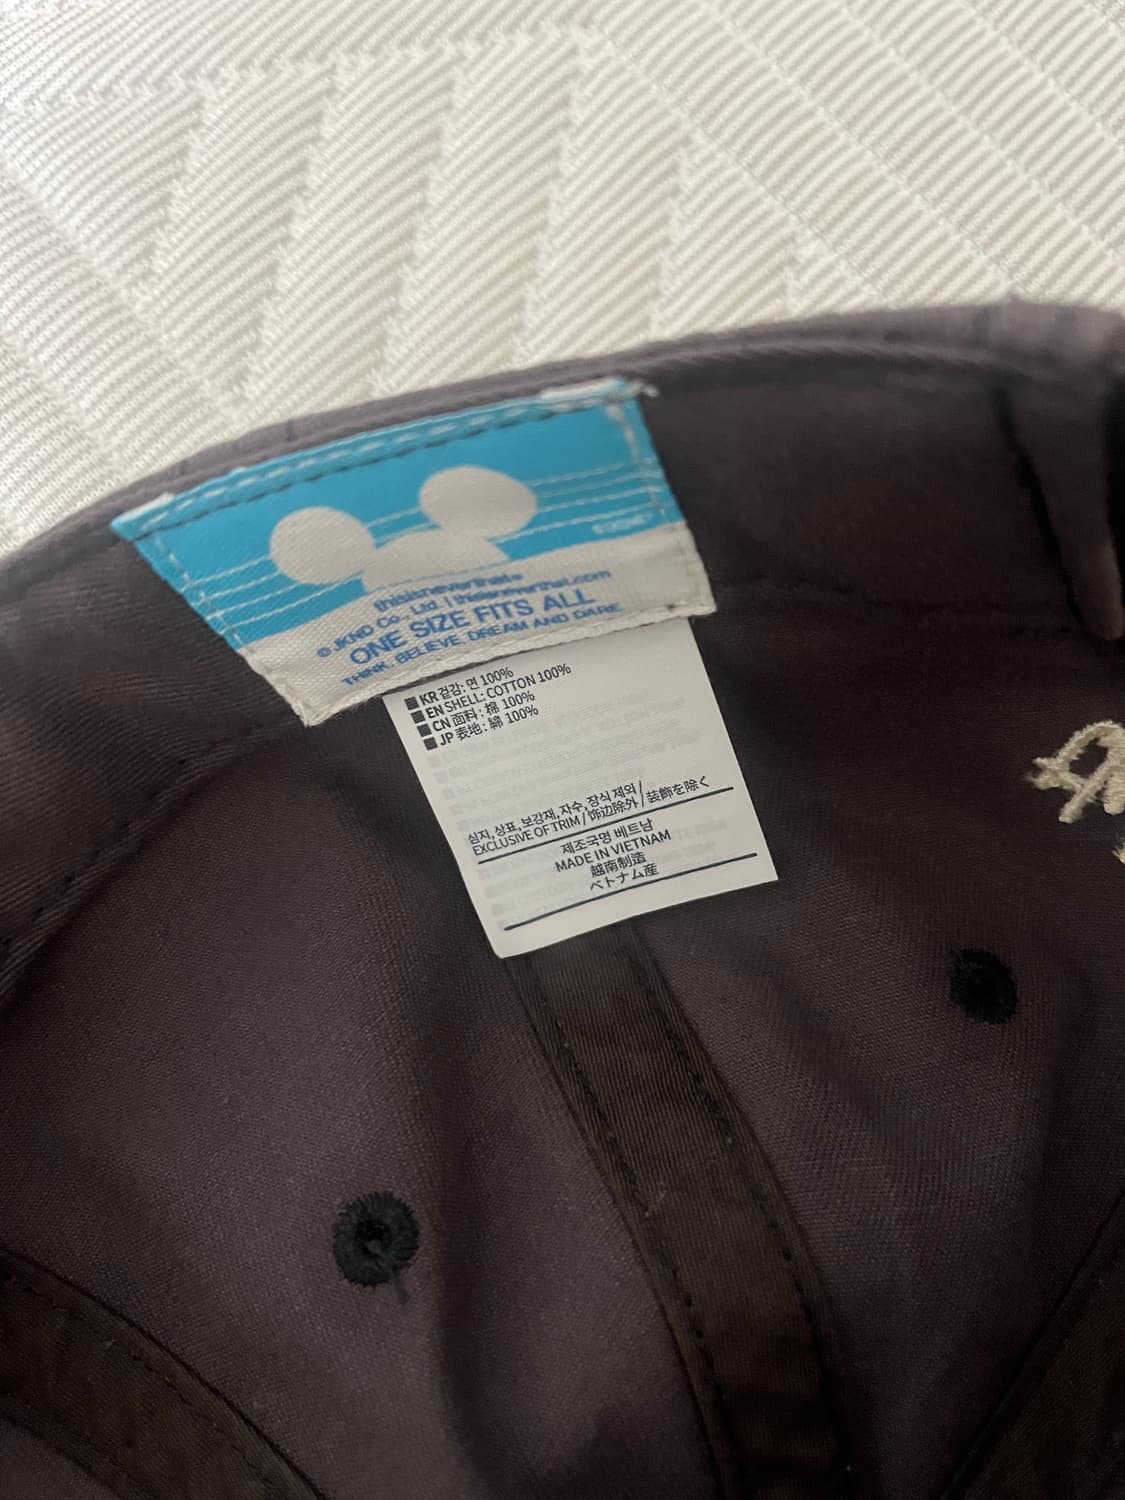 thisisneverthat®
© JKND Co., Ltd. | thisisneverthat.com
ONE SIZE FITS ALL
THINK, BELIEVE, DREAM AND DARE
KR 겉감: 면 100%
EN SHELL: COTTON 100%
CN 面料: 棉 100%
JP 表地: 綿 100%
심지, 상표, 보강재, 자수, 장식 제외/
EXCLUSIVE OF TRIM / 饰边除外 / 装飾を除く
제조국명 베트남
MADE IN VIETNAM
越南制造
ベトナム産